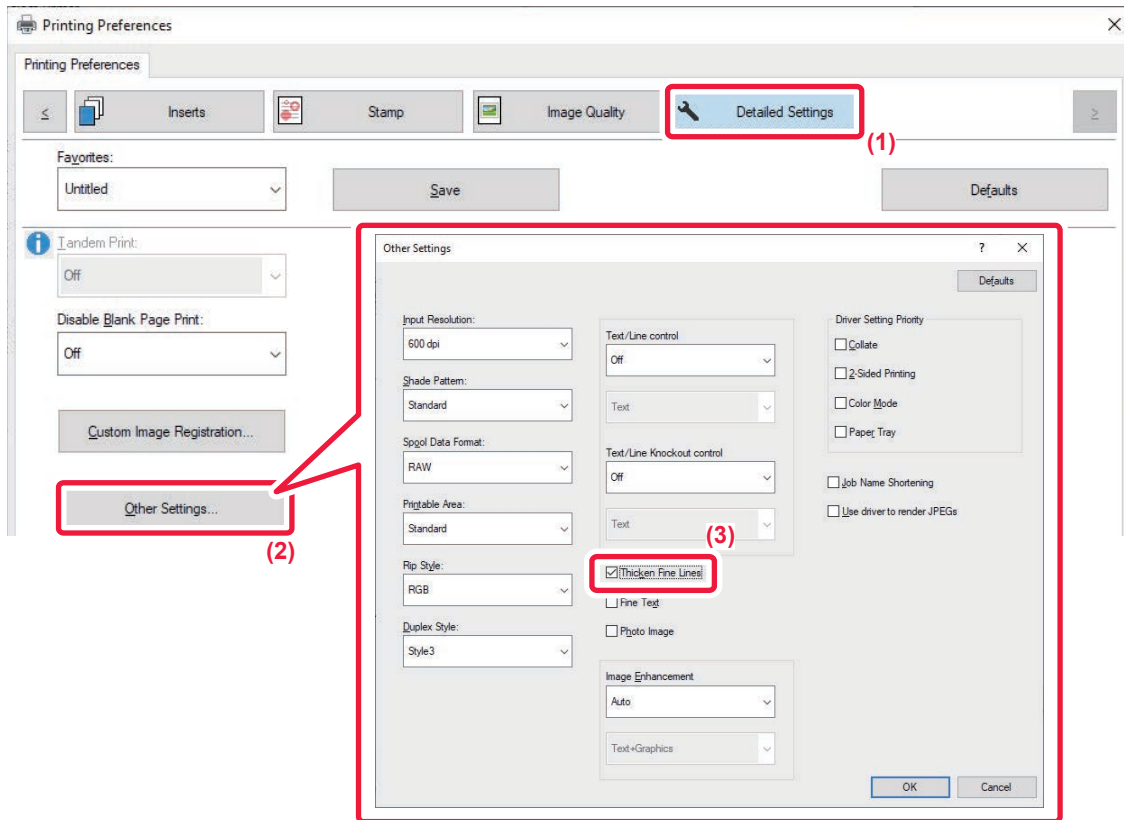 Printing Preferences
Printing Preferences
<
Inserts
Stamp
Image Quality
Detailed Settings
>
(1)
Favorites:
Untitled
Save
Defaults
Tandem Print:
Off
Disable Blank Page Print:
Off
Custom Image Registration...
Other Settings...
(2)
Other Settings
?
Defaults
Input Resolution:
600 dpi
Shade Pattern:
Standard
Spool Data Format:
RAW
Printable Area:
Standard
Rip Style:
RGB
Duplex Style:
Style3
Text/Line control
Off
Text
Text/Line Knockout control
Off
Text
(3)
Thicken Fine Lines
Fine Text
Photo Image
Image Enhancement
Auto
Text+Graphics
Driver Setting Priority
Collate
2-Sided Printing
Color Mode
Paper Tray
Job Name Shortening
Use driver to render JPEGs
OK
Cancel